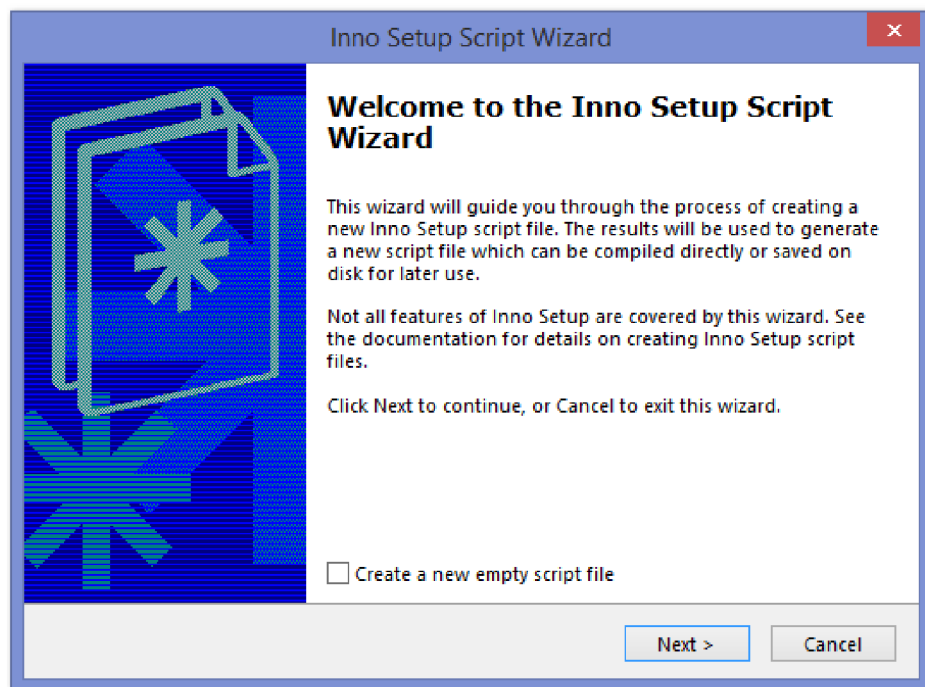 Inno Setup Script Wizard
Welcome to the Inno Setup Script
Wizard
This wizard will guide you through the process of creating a
new Inno Setup script file. The results will be used to generate
a new script file which can be compiled directly or saved on
disk for later use.
Not all features of Inno Setup are covered by this wizard. See
the documentation for details on creating Inno Setup script
files.
Click Next to continue, or Cancel to exit this wizard.
Create a new empty script file
Next > Cancel